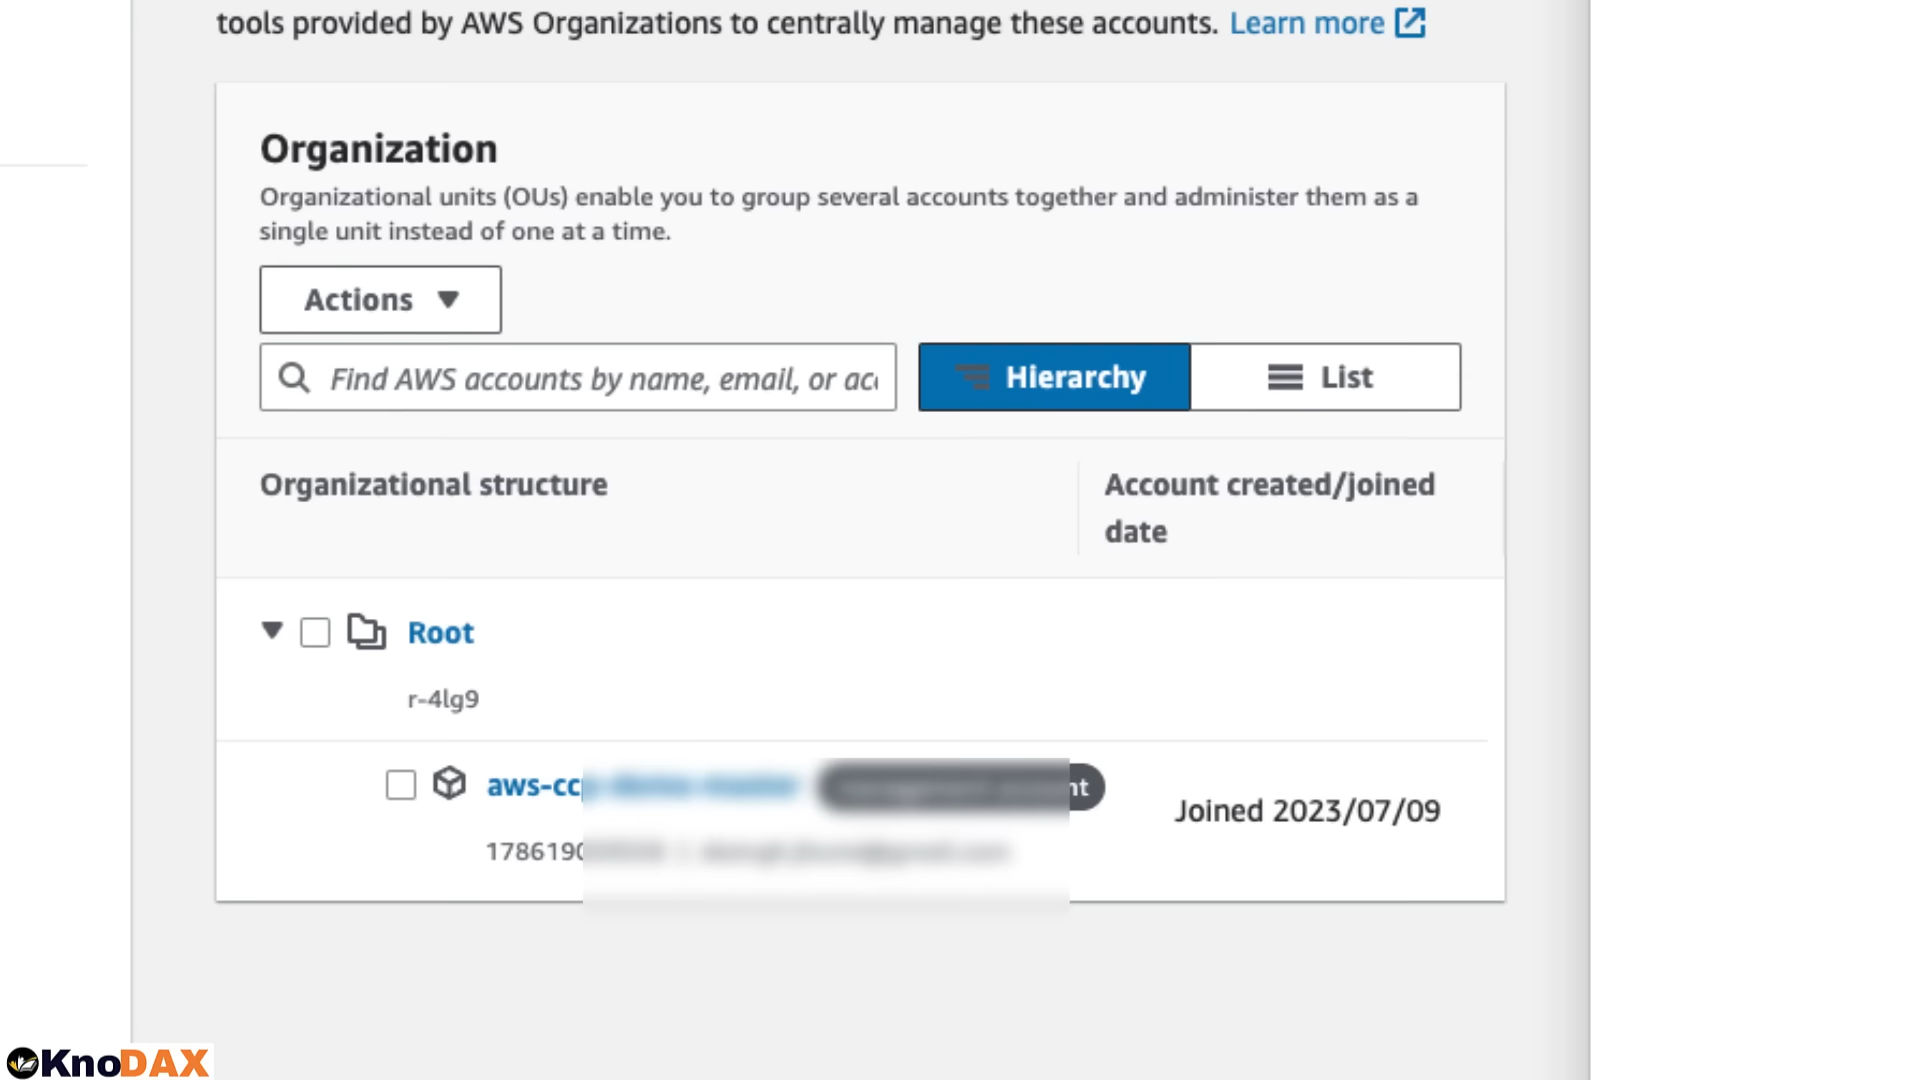 tools provided by AWS Organizations to centrally manage these accounts. Learn more
Organization
Organizational units (OUs) enable you to group several accounts together and administer them as a
single unit instead of one at a time.
Actions
Find AWS accounts by name, email, or acc
Hierarchy
List
Organizational structure
Account created/joined
date
Root
r-4lg9
aws-cc
nt
Joined 2023/07/09
178619
KnoDAX